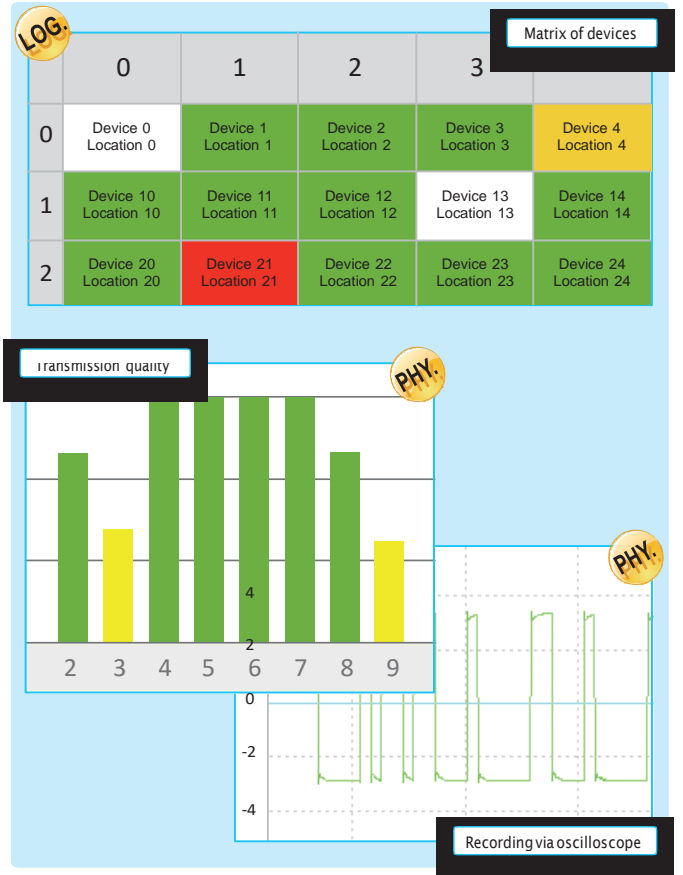 LOG.
Matrix of devices
0 1 2 3
0 Device 0 Device 1 Device 2 Device 3 Device 4
Location 0 Location 1 Location 2 Location 3 Location 4
1 Device 10 Device 11 Device 12 Device 13 Device 14
Location 10 Location 11 Location 12 Location 13 Location 14
2 Device 20 Device 21 Device 22 Device 23 Device 24
Location 20 Location 21 Location 22 Location 23 Location 24
Transmission quality
PHY.
2 3 4 5 6 7 8 9
PHY.
4
2
0
-2
-4
Recording via oscilloscope